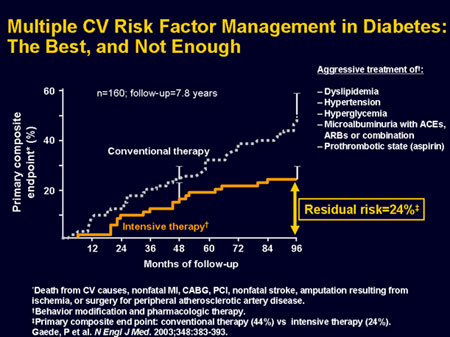 Multiple CV Risk Factor Management in Diabetes:
The Best, and Not Enough
Aggressive treatment of†:
– Dyslipidemia
– Hypertension
– Hyperglycemia
– Microalbuminuria with ACEs,
ARBs or combination
– Prothrombotic state (aspirin)
n=160; follow-up=7.8 years
Primary composite
endpoint* (%)
60
40
20
Conventional therapy
Intensive therapy†
Residual risk=24%‡
12 24 36 48 60 72 84 96
Months of follow-up
*Death from CV causes, nonfatal MI, CABG, PCI, nonfatal stroke, amputation resulting from
ischemia, or surgery for peripheral atherosclerotic artery disease.
†Behavior modification and pharmacologic therapy.
‡Primary composite end point: conventional therapy (44%) vs intensive therapy (24%).
Gaede, P et al. N Engl J Med. 2003;348:383-393.